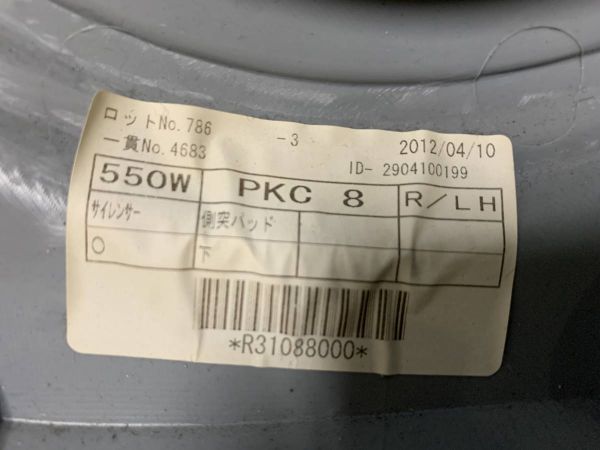 ロットNo. 786 -3 2012/04/10
一貫No. 4683 ID- 2904100199
550W PKC 8 R/LH
サイレンサー 側突パッド
○ 下
*R31088000*